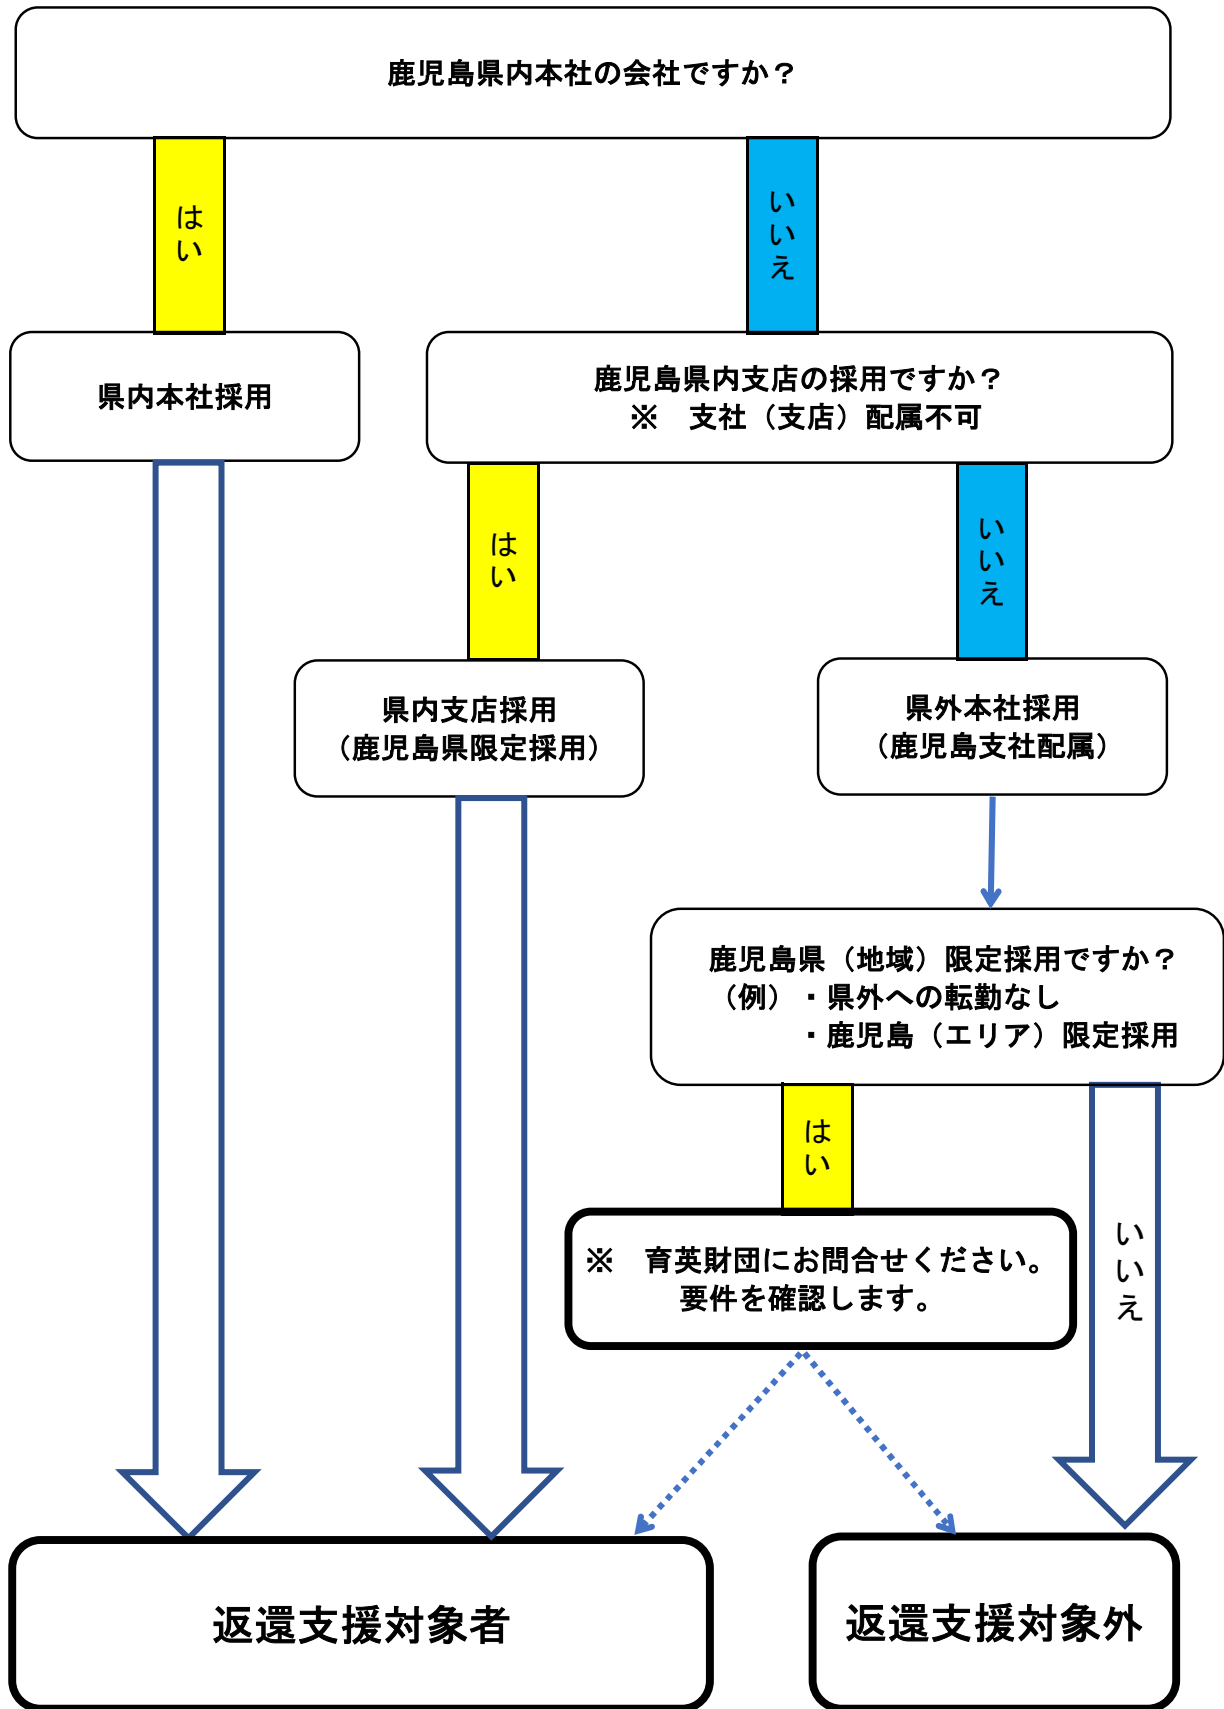 鹿児島県内本社の会社ですか？
はい
いいえ
県内本社採用
鹿児島県内支店の採用ですか？
※　支社（支店）配属不可
はい
いいえ
県内支店採用
（鹿児島県限定採用）
県外本社採用
（鹿児島支社配属）
鹿児島県（地域）限定採用ですか？
（例）・県外への転勤なし
・鹿児島（エリア）限定採用
はい
いいえ
※　育英財団にお問合せください。
要件を確認します。
返還支援対象者
返還支援対象外